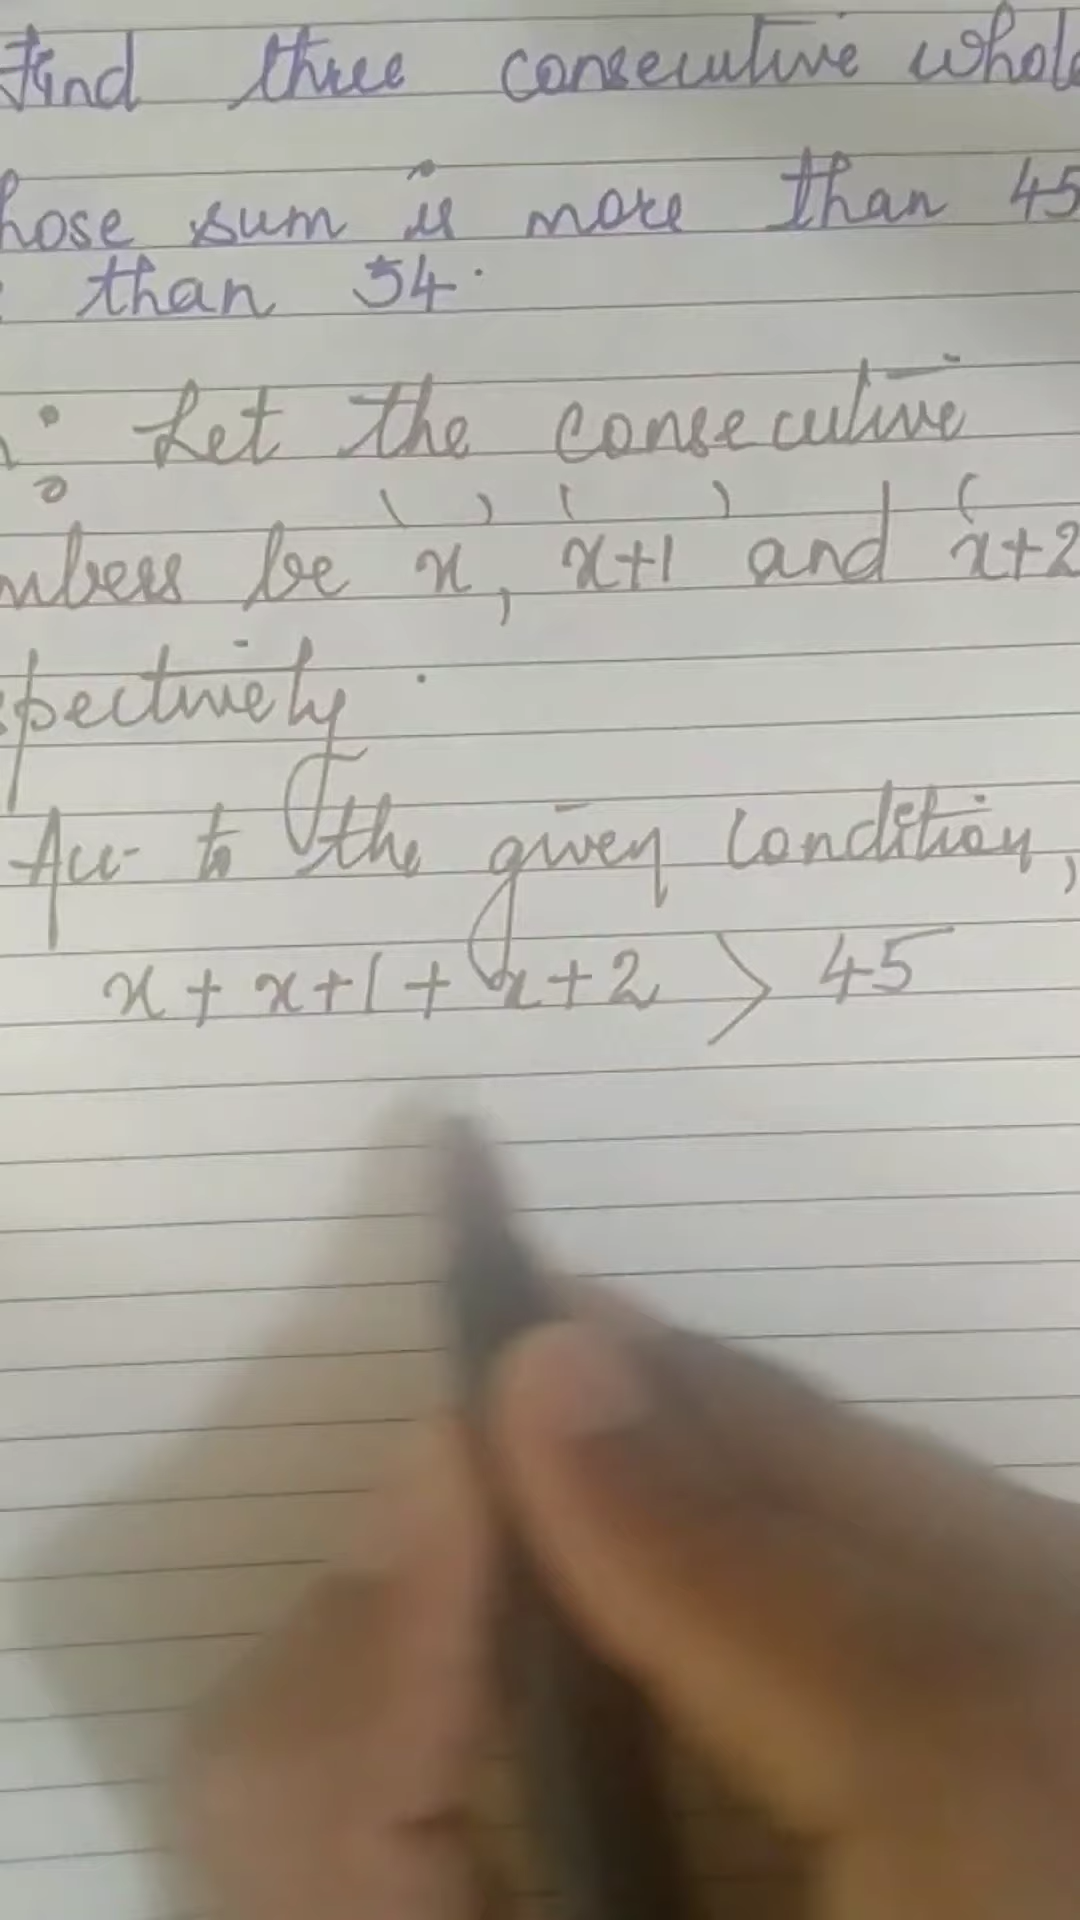 Find three consecutive whole
hose sum is more than 45
than 54.
: Let the consecutive
mbers be x, x+1 and x+2
spectively.
Acc to the given condition,
x + x+1 + x+2 > 45